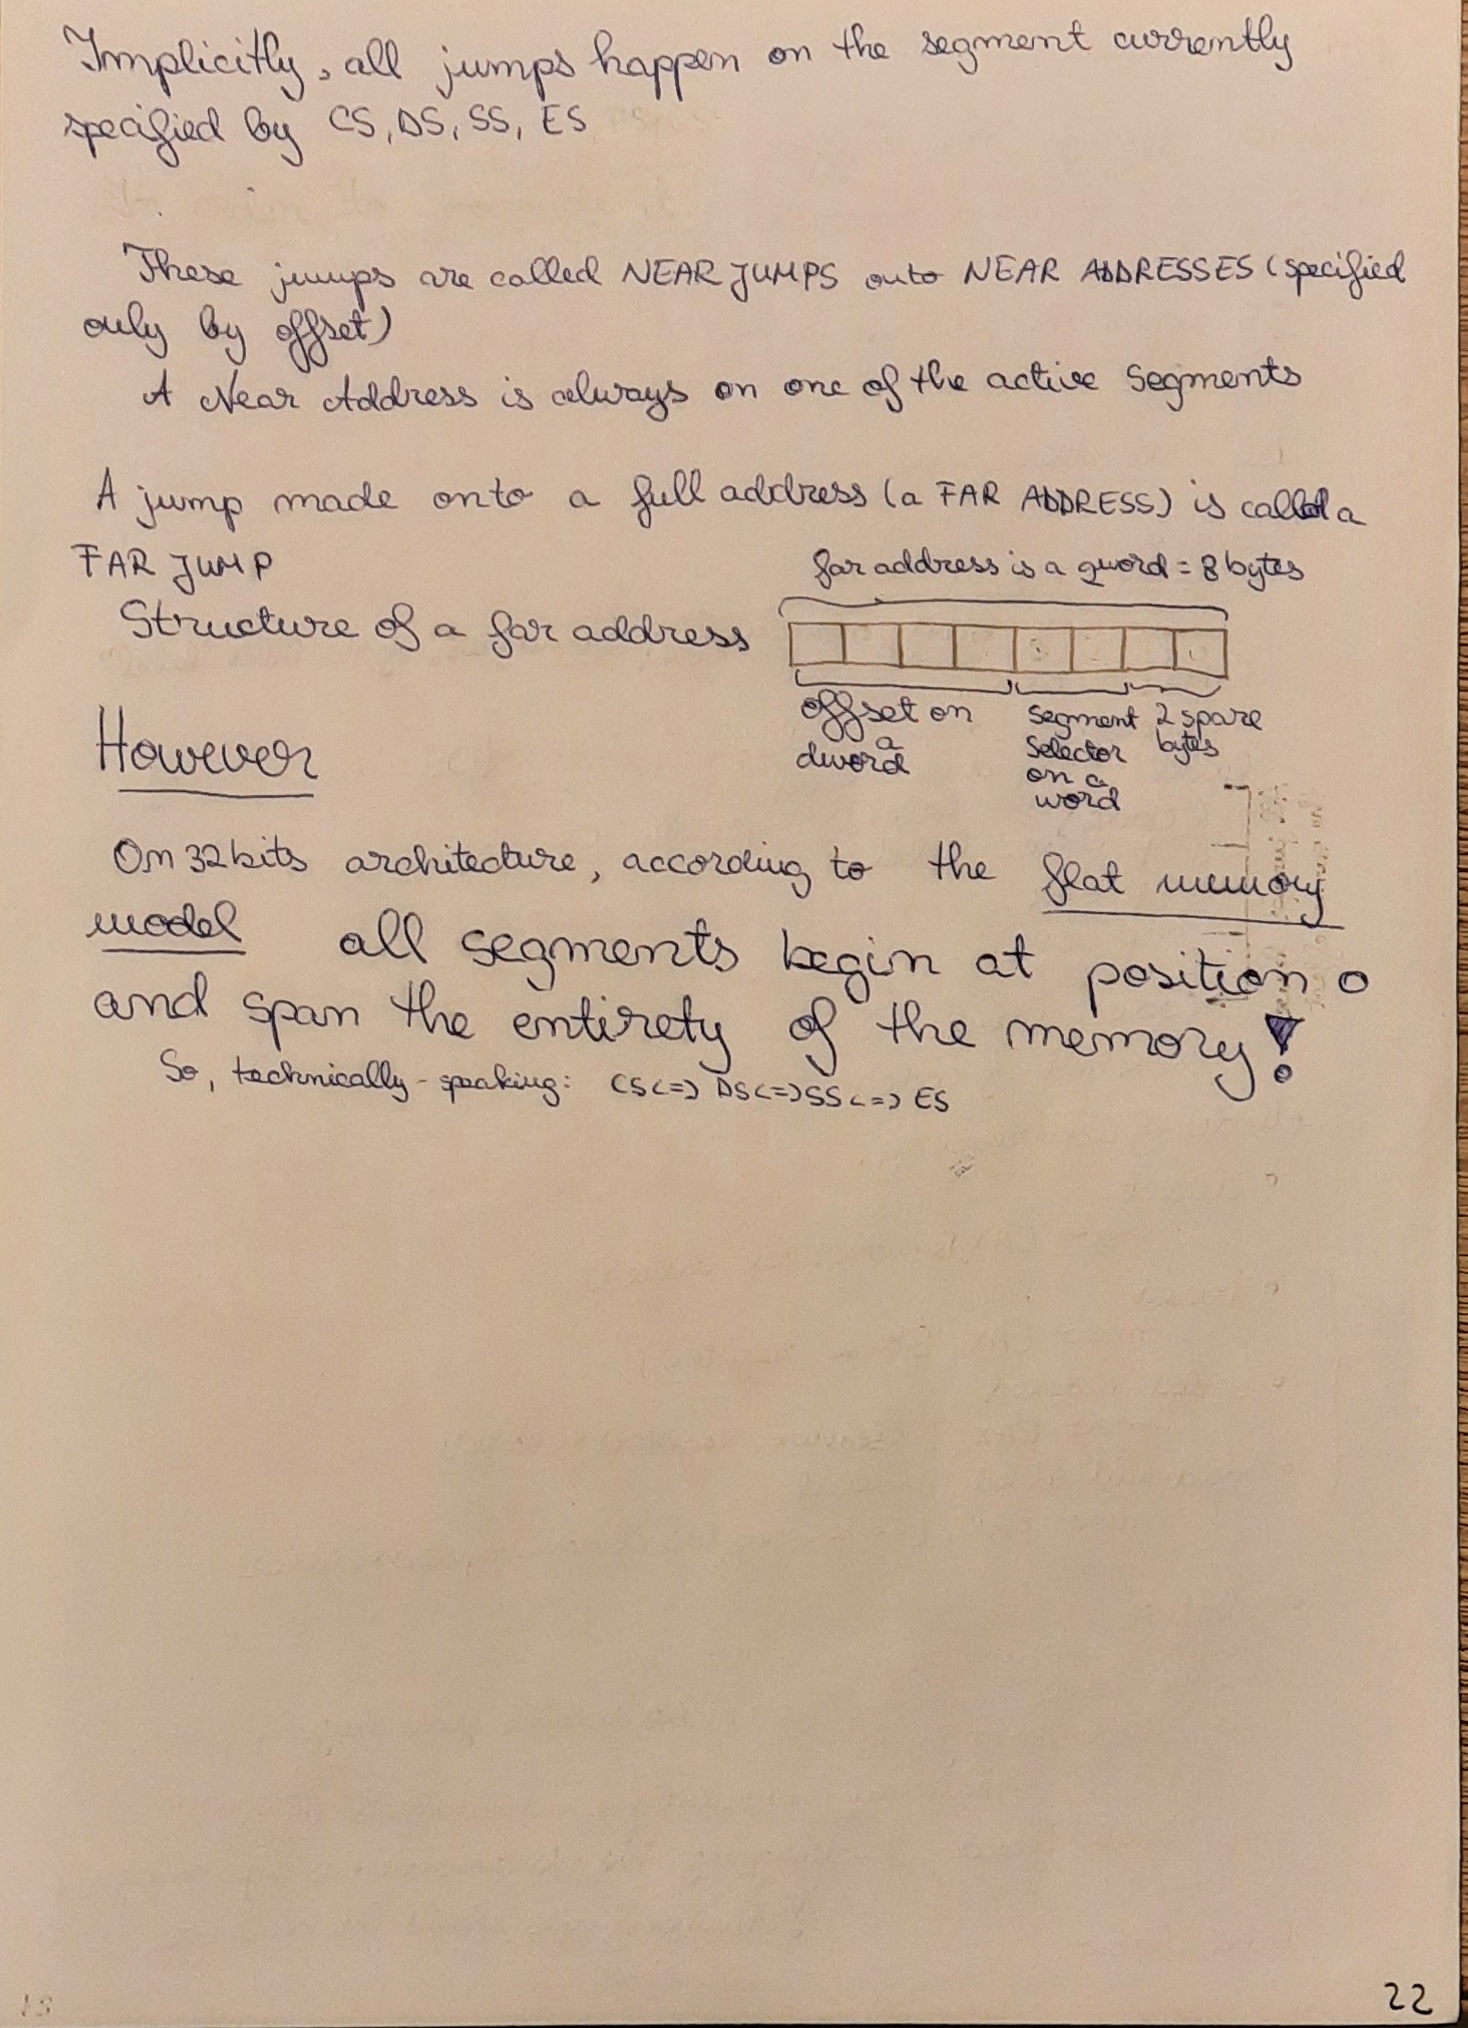 Implicitly, all jumps happen on the segment currently
specified by CS, DS, SS, ES
These jumps are called NEAR JUMPS onto NEAR ADDRESSES (specified
only by offset)
A Near Address is always on one of the active segments
A jump made onto a full address (a FAR ADDRESS) is called a
FAR JUMP
far address is a qword = 8 bytes
Structure of a far address
offset on
a
dword
segment
selector
on a
word
2 spare
bytes
However
On 32 bits architecture, according to the flat memory
model all segments begin at position 0
and span the entirety of the memory!
So, technically-speaking: CS<=> DS<=>SS<=> ES
22